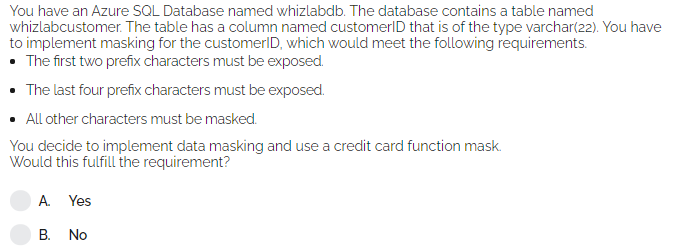 You have an Azure SQL Database named whizlabdb. The database contains a table named
whizlabcustomer. The table has a column named customerID that is of the type varchar(22). You have
to implement masking for the customerID, which would meet the following requirements.
• The first two prefix characters must be exposed.
• The last four prefix characters must be exposed.
• All other characters must be masked.
You decide to implement data masking and use a credit card function mask.
Would this fulfill the requirement?
A. Yes
B. No